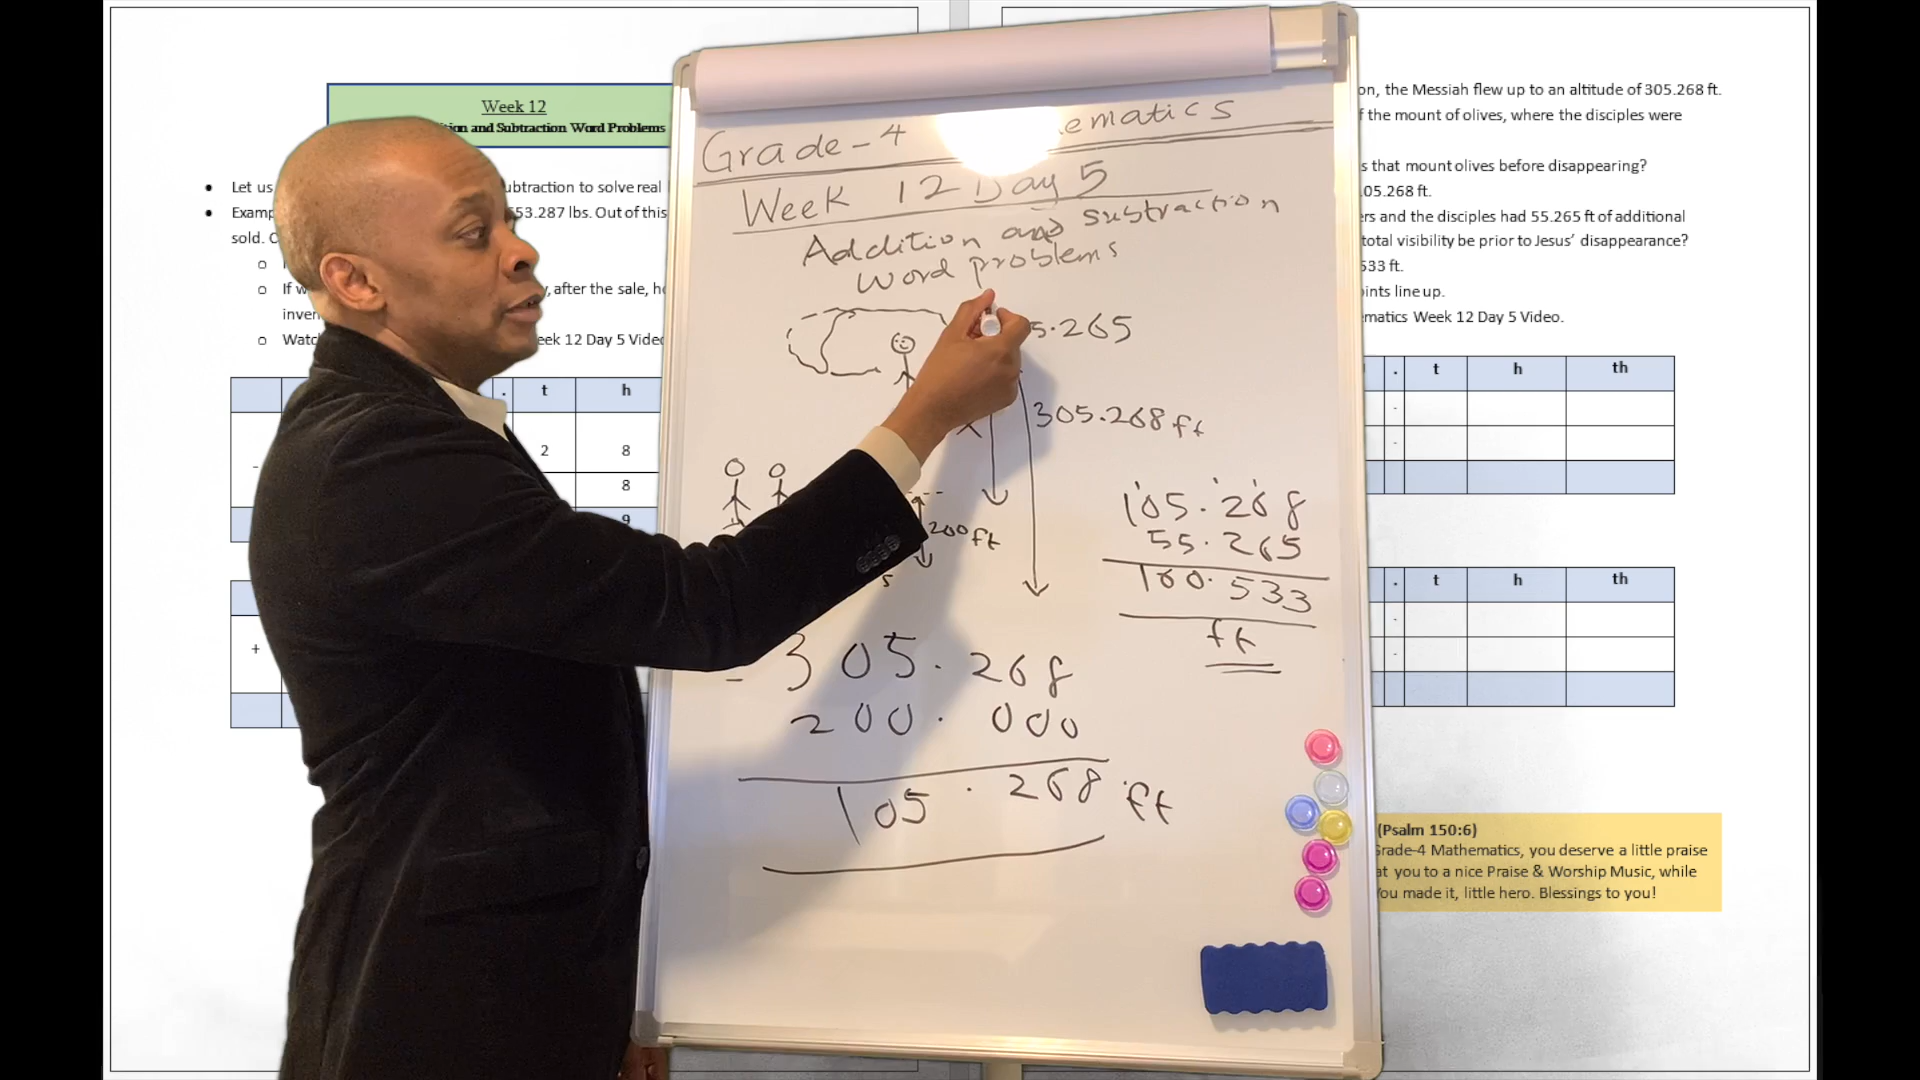 Week 12
ition and Subtraction Word Problems
Let us
ubtraction to solve real
Examp
553.287 lbs. Out of this
sold.
If w
, after the sale, ho
inven
Watc
eek 12 Day 5 Video
. t h
- 2 8
8
9
+
Grade-4 ematics
Week 12 Day 5
Addition and subtraction
word problems
5.265
305.268 ft
200 ft
s
105.268
55.265
160.533
ft
- 305.268
200.000
105.268 ft
on, the Messiah flew up to an altitude of 305.268 ft.
f the mount of olives, where the disciples were
s that mount olives before disappearing?
05.268 ft.
ers and the disciples had 55.265 ft of additional
total visibility be prior to Jesus’ disappearance?
533 ft.
ints line up.
matics Week 12 Day 5 Video.
. t h th
. t h th
(Psalm 150:6)
Grade-4 Mathematics, you deserve a little praise
at you to a nice Praise & Worship Music, while
You made it, little hero. Blessings to you!